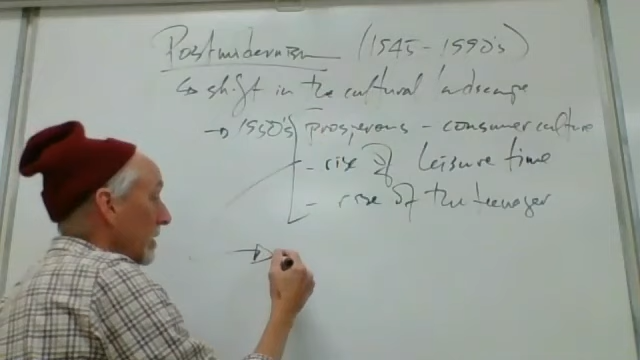 Postmodernism (1945-1990's)
↳ shift in the cultural landscape
→ 1950's prosperous - consumer culture
- rise of leisure time
- rise of the teenager
→